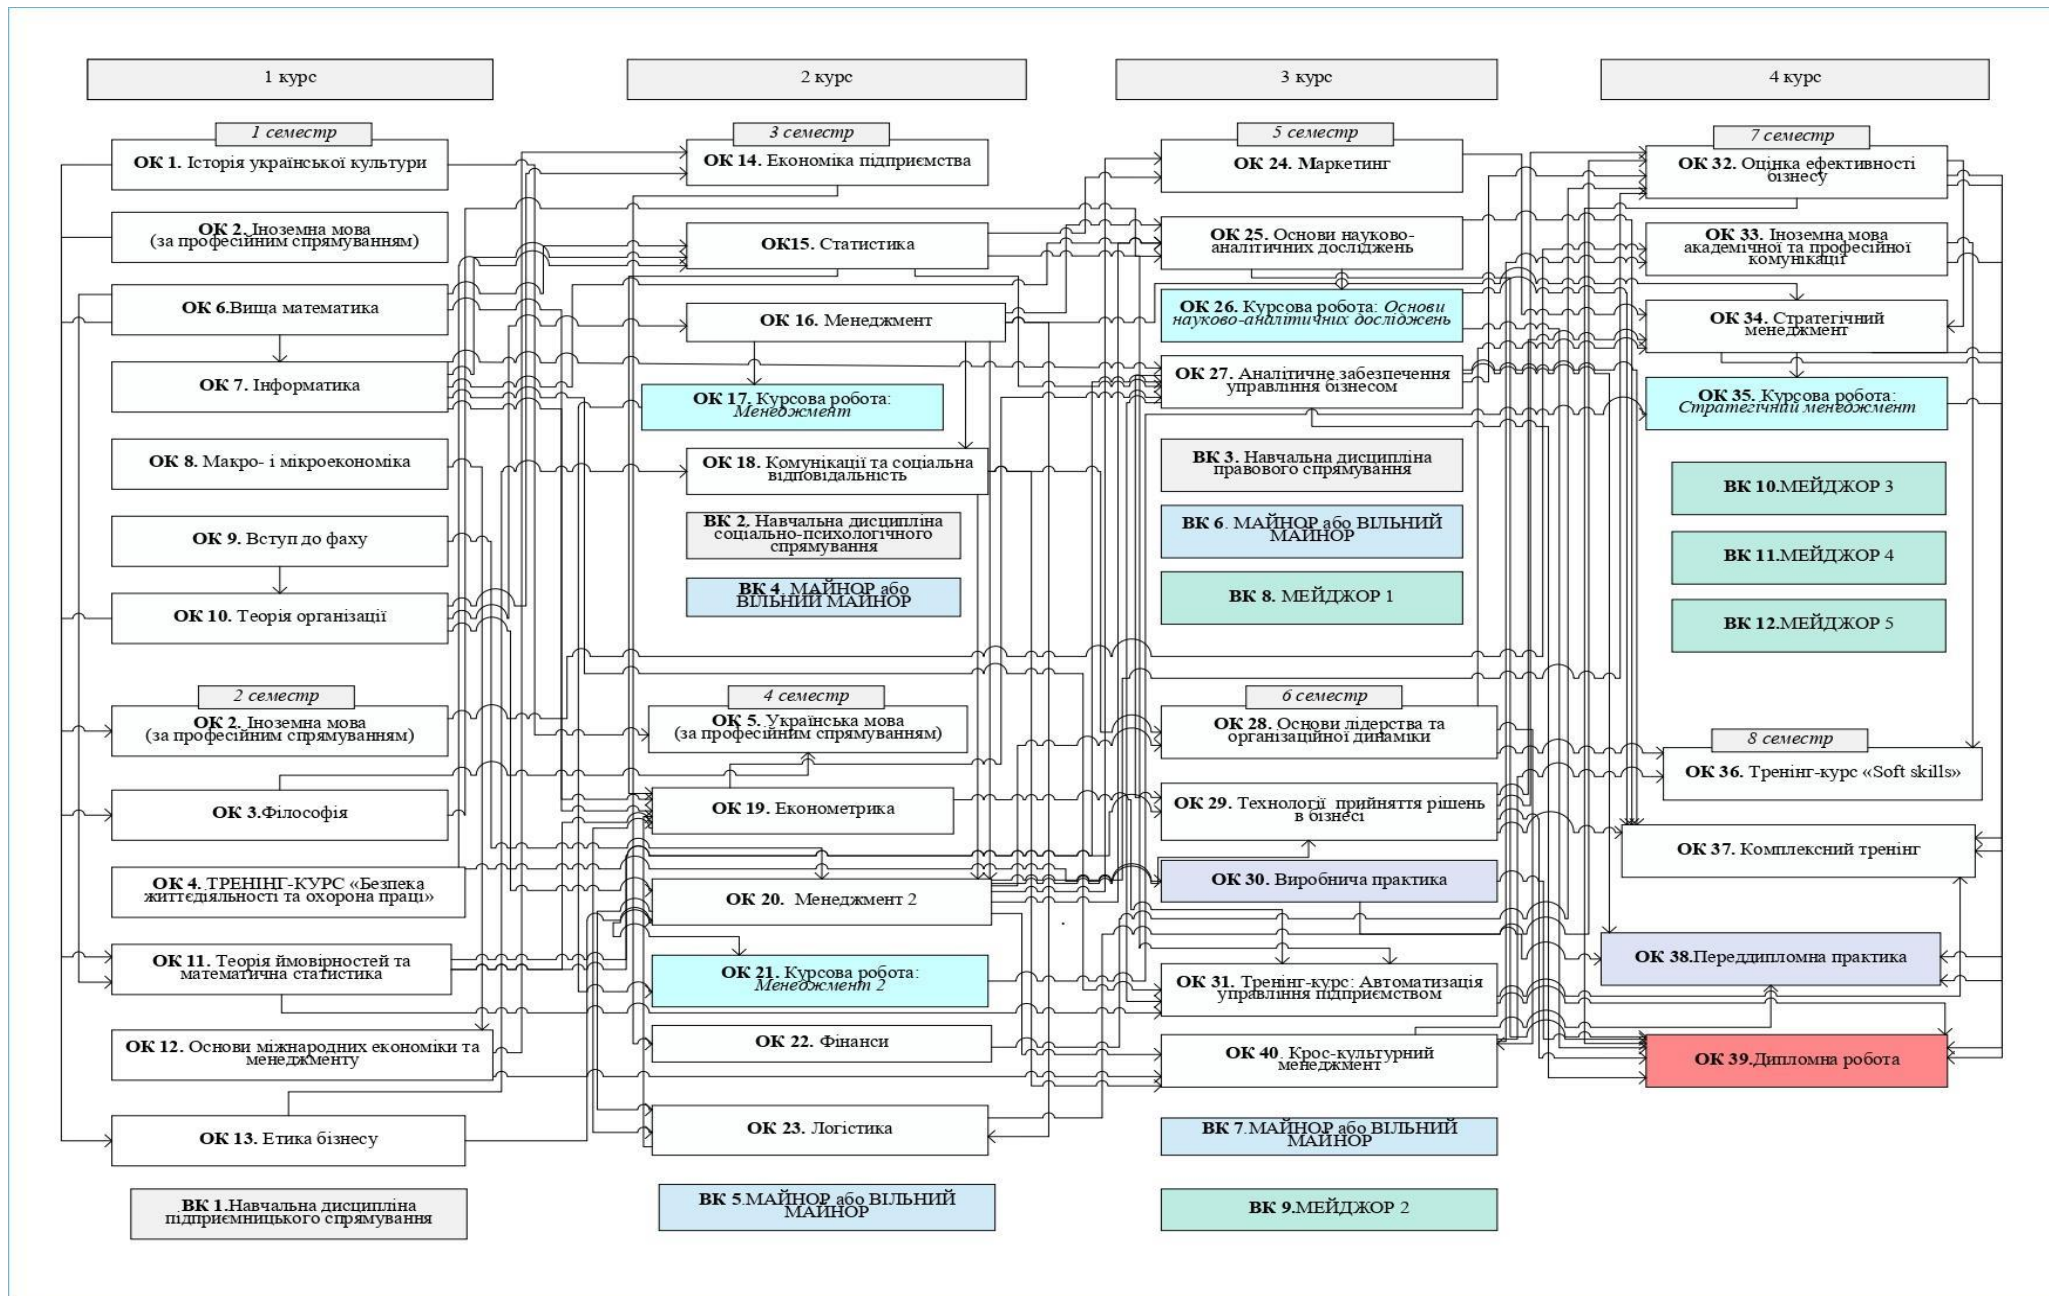 1 курс
2 курс
3 курс
4 курс
1 семестр
ОК 1. Історія української культури
ОК 2. Іноземна мова
(за професійним спрямуванням)
ОК 6.Вища математика
ОК 7. Інформатика
ОК 8. Макро- і мікроекономіка
ОК 9. Вступ до фаху
ОК 10. Теорія організації
2 семестр
ОК 2. Іноземна мова
(за професійним спрямуванням)
ОК 3.Філософія
ОК 4. ТРЕНІНГ-КУРС «Безпека
життєдіяльності та охорона праці»
ОК 11. Теорія ймовірностей та
математична статистика
ОК 12. Основи міжнародних економіки та
менеджменту
ОК 13. Етика бізнесу
ВК 1.Навчальна дисципліна
підприємницького спрямування
3 семестр
ОК 14. Економіка підприємства
ОК15. Статистика
ОК 16. Менеджмент
ОК 17. Курсова робота:
Менеджмент
ОК 18. Комунікації та соціальна
відповідальність
ВК 2. Навчальна дисципліна
соціально-психологічного
спрямування
ВК 4. МАЙНОР або
ВІЛЬНИЙ МАЙНОР
4 семестр
ОК 5. Українська мова
(за професійним спрямуванням)
ОК 19. Економетрика
ОК 20. Менеджмент 2
ОК 21. Курсова робота:
Менеджмент 2
ОК 22. Фінанси
ОК 23. Логістика
ВК 5.МАЙНОР або ВІЛЬНИЙ
МАЙНОР
5 семестр
ОК 24. Маркетинг
ОК 25. Основи науково-
аналітичних досліджень
ОК 26. Курсова робота: Основи
науково-аналітичних досліджень
ОК 27. Аналітичне забезпечення
управління бізнесом
ВК 3. Навчальна дисципліна
правового спрямування
ВК 6. МАЙНОР або ВІЛЬНИЙ
МАЙНОР
ВК 8. МЕЙДЖОР 1
6 семестр
ОК 28. Основи лідерства та
організаційної динаміки
ОК 29. Технології прийняття рішень
в бізнесі
ОК 30. Виробнича практика
ОК 31. Тренінг-курс: Автоматизація
управління підприємством
ОК 40. Крос-культурний
менеджмент
ВК 7.МАЙНОР або ВІЛЬНИЙ
МАЙНОР
ВК 9.МЕЙДЖОР 2
7 семестр
ОК 32. Оцінка ефективності
бізнесу
ОК 33. Іноземна мова
академічної та професійної
комунікації
ОК 34. Стратегічний
менеджмент
ОК 35. Курсова робота:
Стратегічний менеджмент
ВК 10.МЕЙДЖОР 3
ВК 11.МЕЙДЖОР 4
ВК 12.МЕЙДЖОР 5
8 семестр
ОК 36. Тренінг-курс «Soft skills»
ОК 37. Комплексний тренінг
ОК 38.Переддипломна практика
ОК 39.Дипломна робота